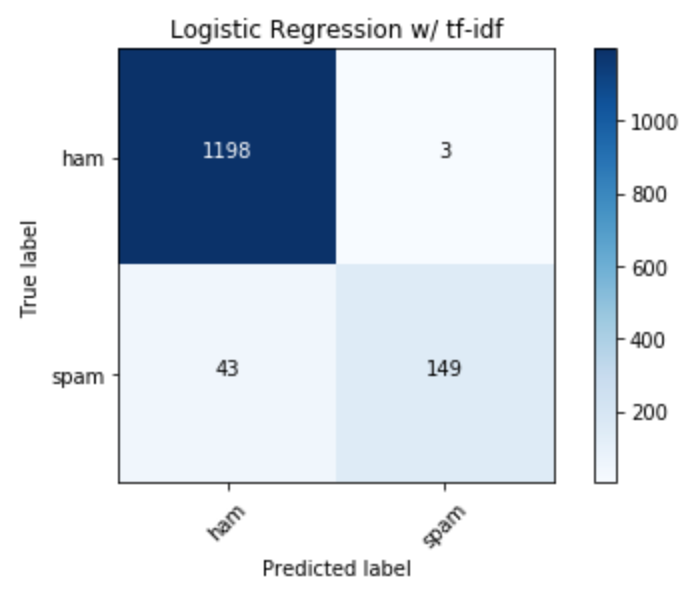 Logistic Regression w/ tf-idf
1198 3
43 149
ham
spam
True label
ham spam
Predicted label
1000
800
600
400
200